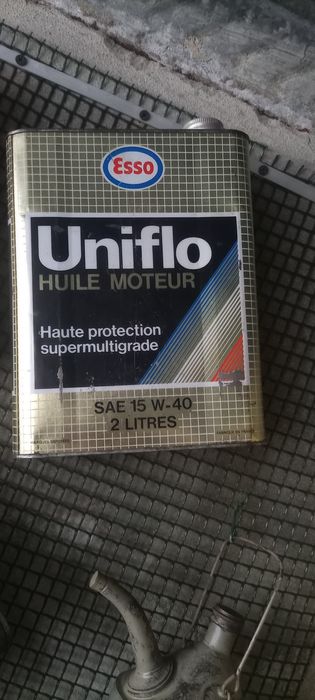 Esso
Uniflo
HUILE MOTEUR
Haute protection
supermultigrade
SAE 15 W-40
2 LITRES